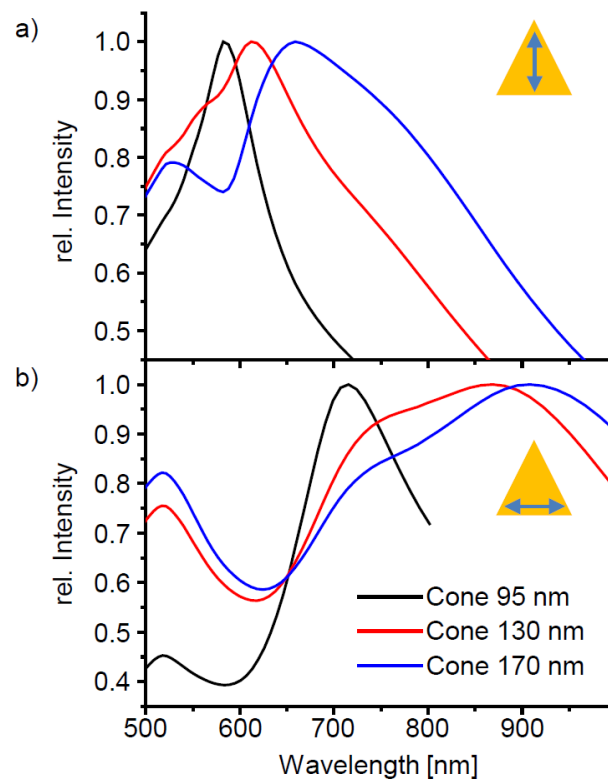 a)
1.0
0.9
0.8
0.7
0.6
0.5
rel. Intensity
b)
1.0
0.9
0.8
0.7
0.6
0.5
0.4
rel. Intensity
Cone 95 nm
Cone 130 nm
Cone 170 nm
500 600 700 800 900
Wavelength [nm]